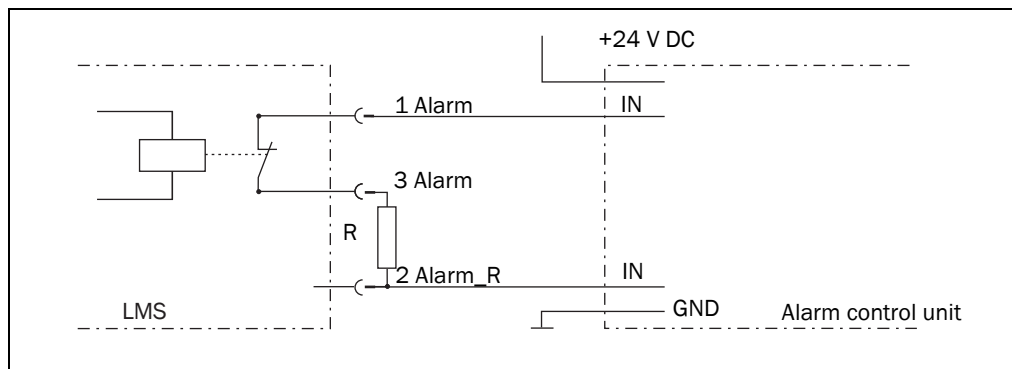 +24 V DC
1 Alarm
IN
3 Alarm
R
2 Alarm_R
IN
LMS
GND
Alarm control unit